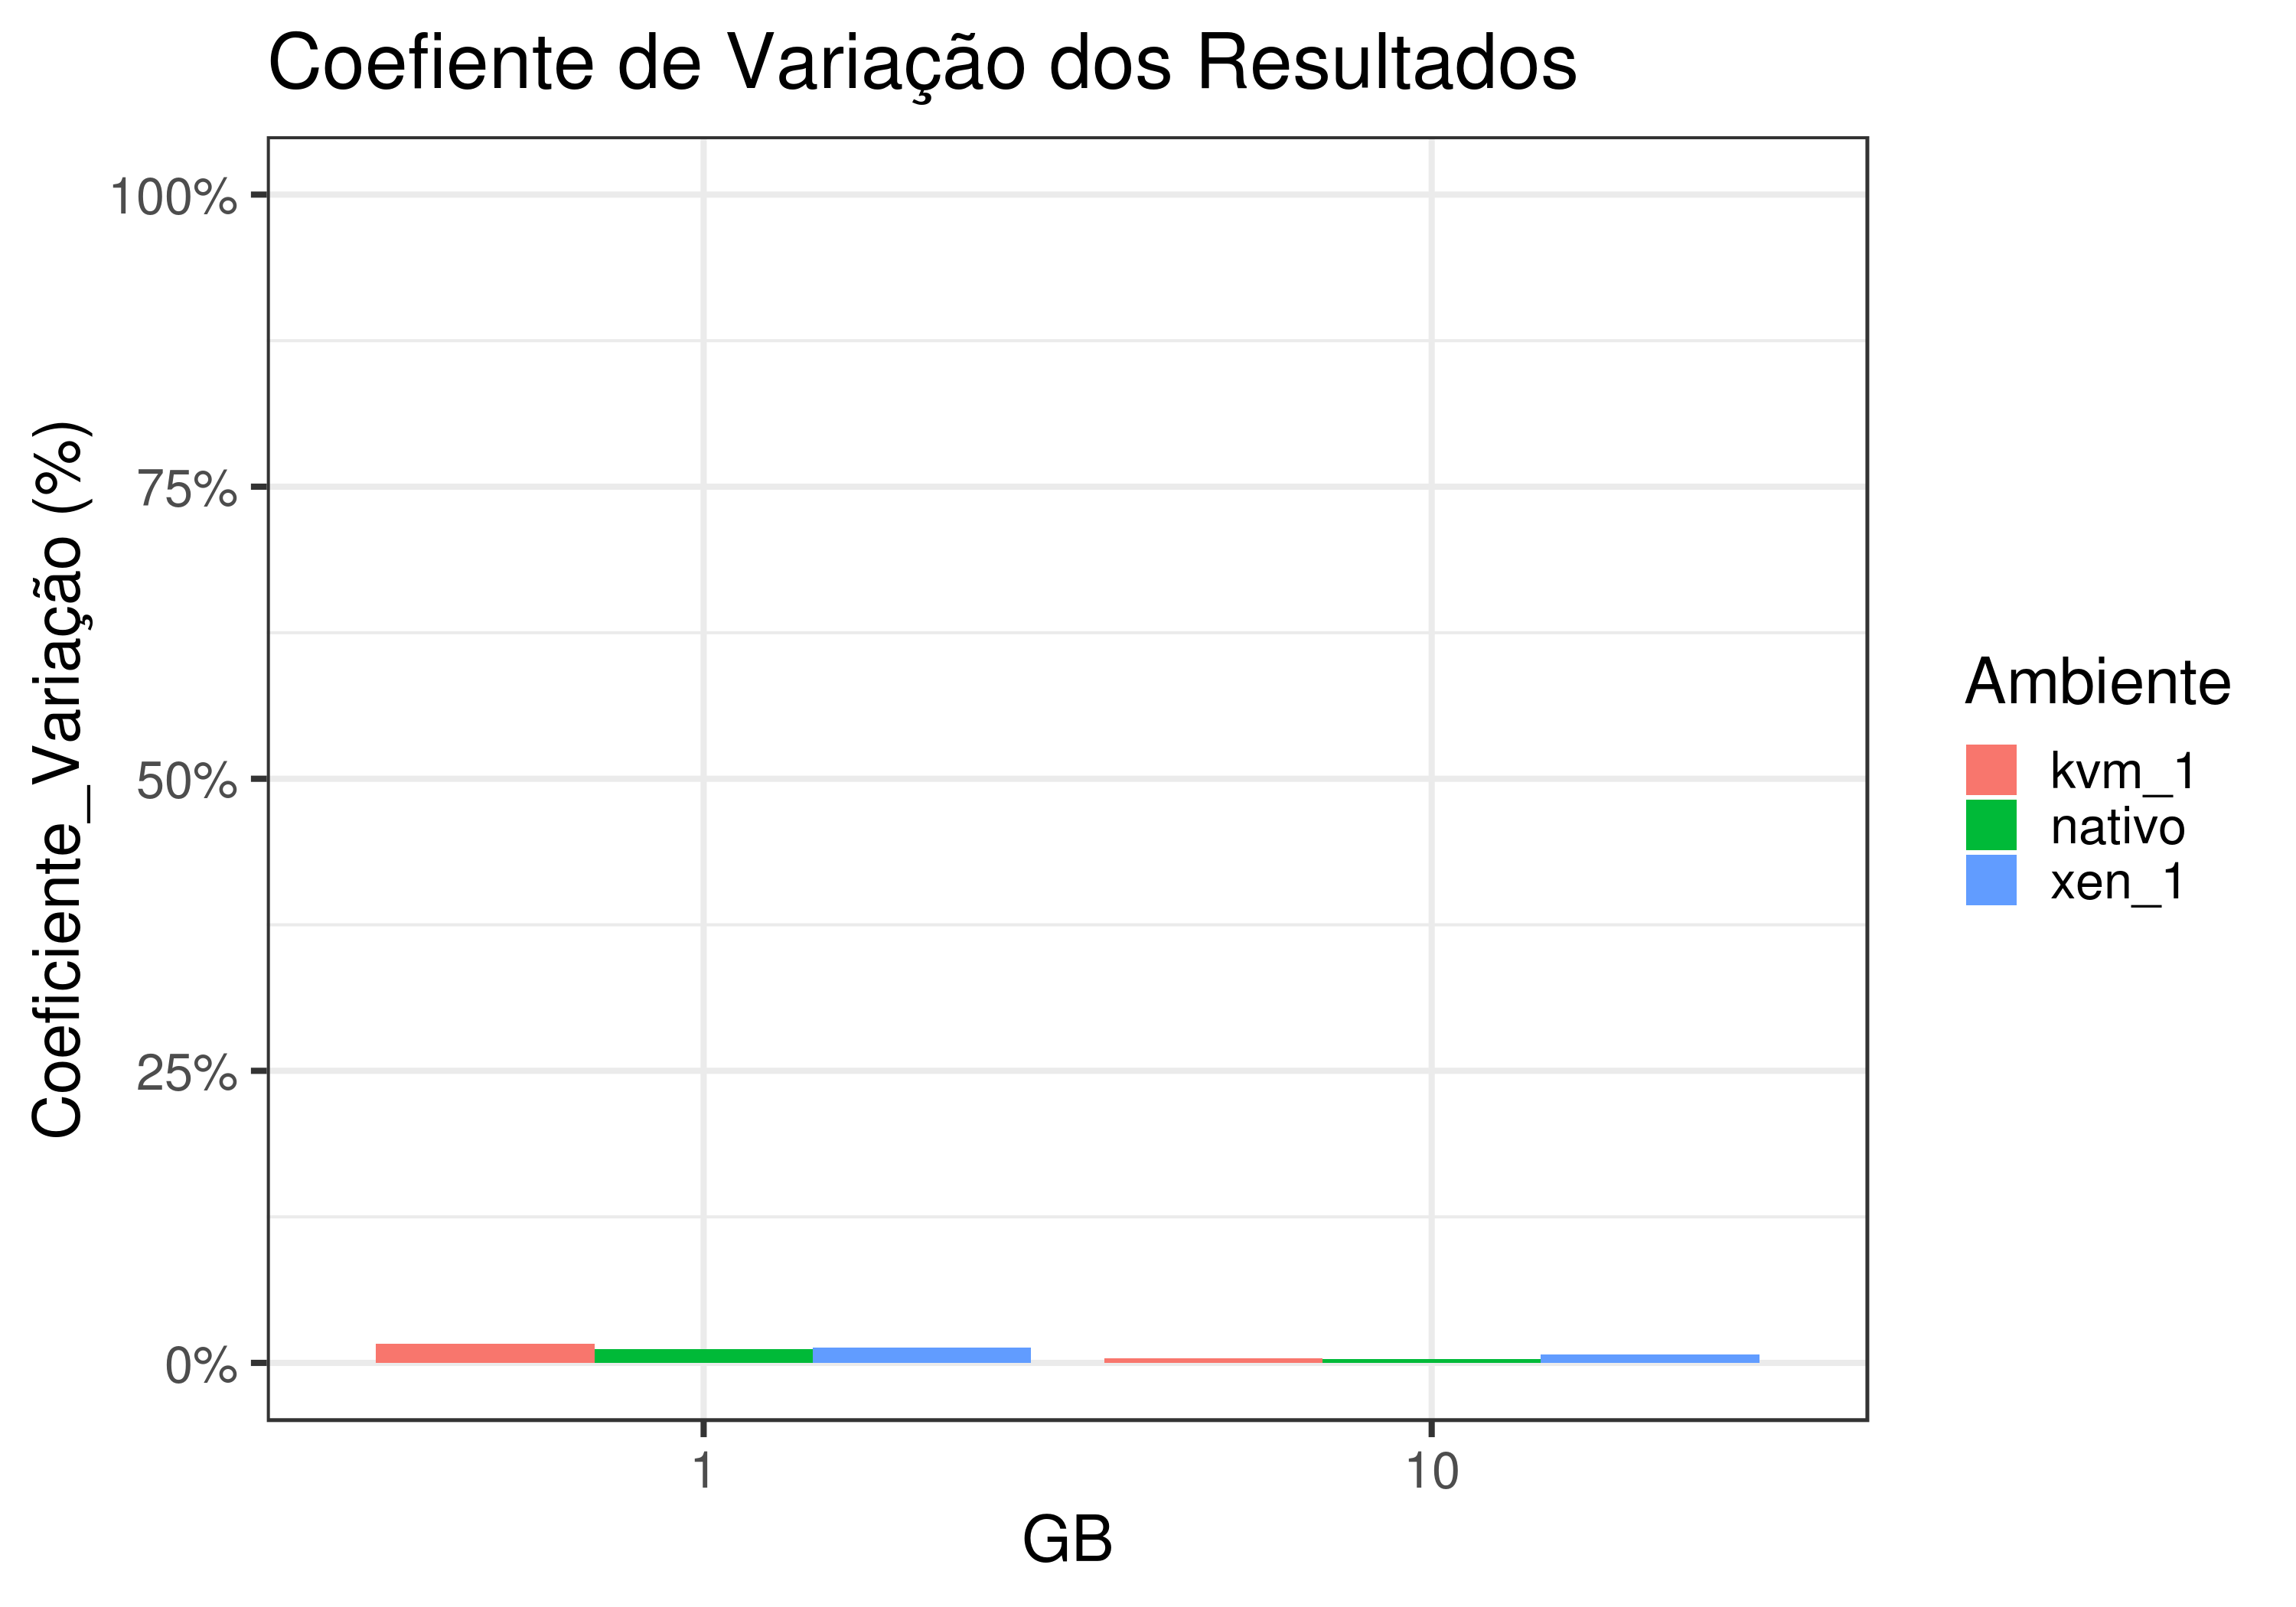 Coefiente de Variação dos Resultados
Coeficiente_Variação (%)
100%
75%
50%
25%
0%
1
10
GB
Ambiente
kvm_1
nativo
xen_1